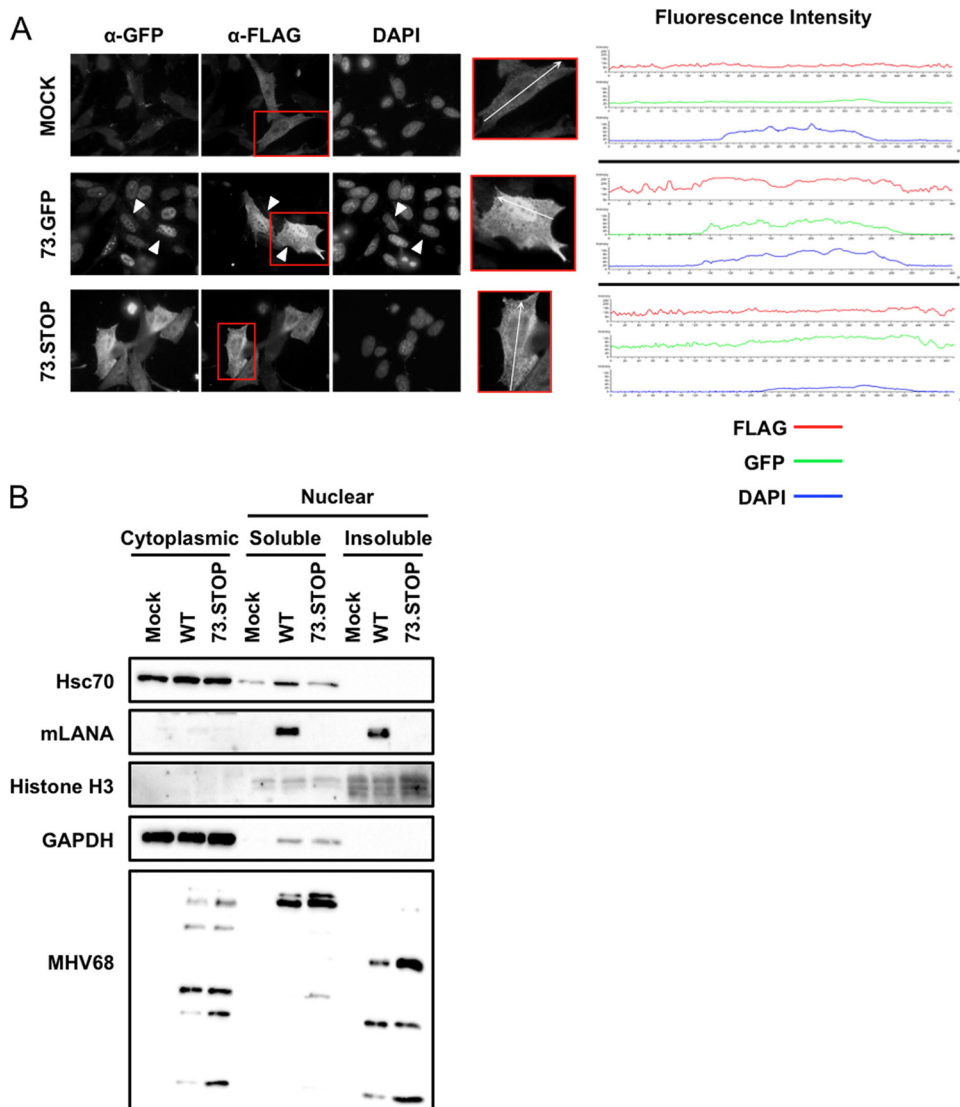 A
α-GFP α-FLAG DAPI
Fluorescence Intensity
MOCK
73.GFP
73.STOP
FLAG
GFP
DAPI
B
Nuclear
Cytoplasmic Soluble Insoluble
Mock WT 73.STOP Mock WT 73.STOP Mock WT 73.STOP
Hsc70
mLANA
Histone H3
GAPDH
MHV68